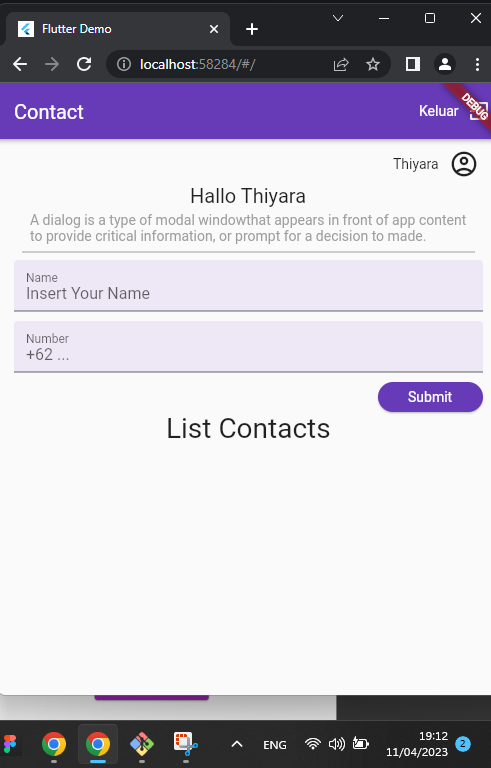 Flutter Demo
localhost:58284/#/
Contact
Keluar
DEBUG
Thiyara
Hallo Thiyara
A dialog is a type of modal windowthat appears in front of app content
to provide critical information, or prompt for a decision to made.
Name
Insert Your Name
Number
+62 ...
Submit
List Contacts
ENG
19:12
11/04/2023
2